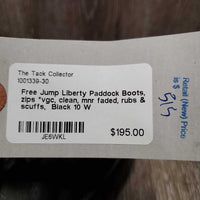 The Tack Collector
1001339-30
Free Jump Liberty Paddock Boots,
zips *vgc, clean, mnr faded, rubs &
scuffs, Black 10 W
$195.00
JE6WKL
Retail (New) Price
is $